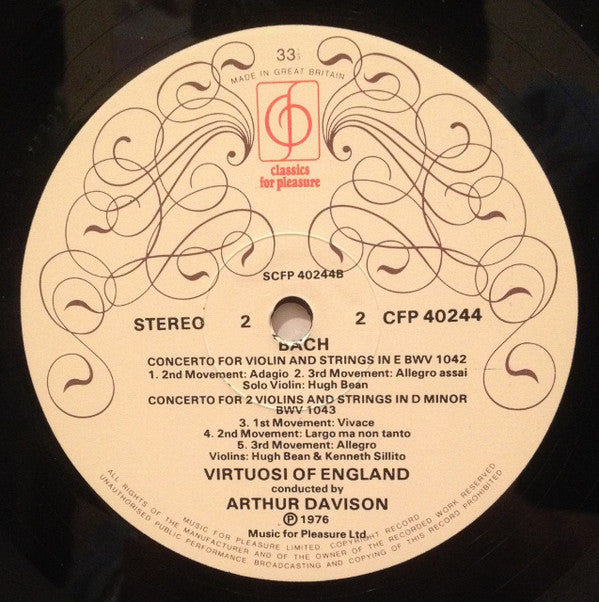 33⅓
MADE IN GREAT BRITAIN
classics
for pleasure
SCFP 40244B
STEREO 2 2 CFP 40244
BACH
CONCERTO FOR VIOLIN AND STRINGS IN E BWV 1042
1. 2nd Movement: Adagio 2. 3rd Movement: Allegro assai
Solo Violin: Hugh Bean
CONCERTO FOR 2 VIOLINS AND STRINGS IN D MINOR
BWV 1043
3. 1st Movement: Vivace
4. 2nd Movement: Largo ma non tanto
5. 3rd Movement: Allegro
Violins: Hugh Bean & Kenneth Sillito
VIRTUOSI OF ENGLAND
conducted by
ARTHUR DAVISON
Ⓟ 1976
Music for Pleasure Ltd.
MUSIC FOR PLEASURE LIMITED. COPYRIGHT RECORD
ALL RIGHTS OF THE MANUFACTURER AND OF THE OWNER OF THE RECORDED WORK RESERVED
UNAUTHORISED PUBLIC PERFORMANCE, BROADCASTING AND COPYING OF THIS RECORD PROHIBITED.